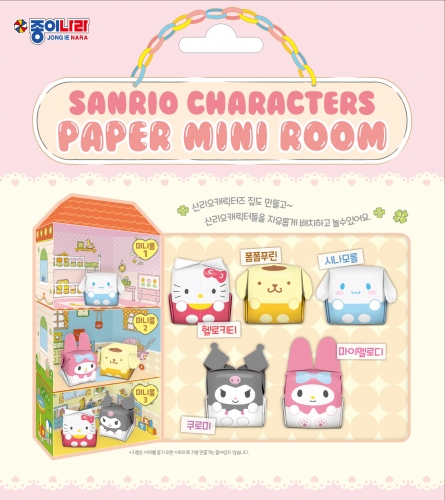 종이나라
JONG IE NARA
SANRIO CHARACTERS
PAPER MINI ROOM
산리오캐릭터즈 집도 만들고~
산리오캐릭터들을 자유롭게 배치하고 놀수있어요.
미니룸
1
미니룸
2
미니룸
3
폼폼푸린
시나모롤
헬로키티
쿠로미
마이멜로디